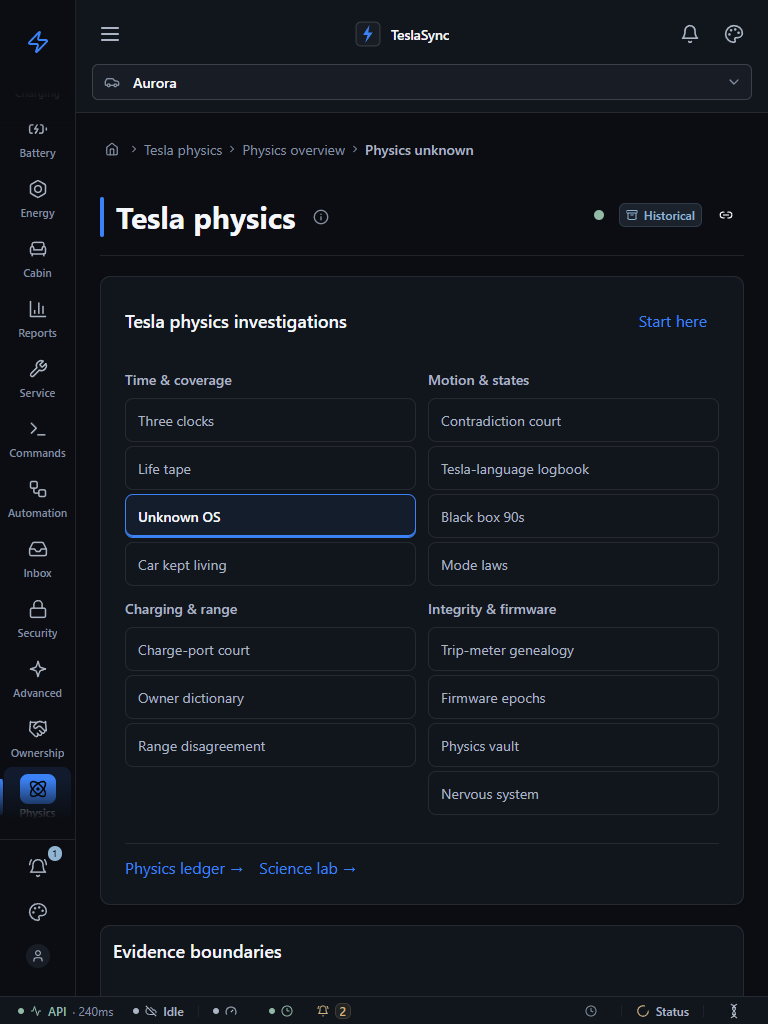 TeslaSync
Aurora
Charging
Battery
Energy
Cabin
Reports
Service
Commands
Automation
Inbox
Security
Advanced
Ownership
Physics
1
Tesla physics > Physics overview > Physics unknown
Tesla physics
Historical
Tesla physics investigations
Start here
Time & coverage
Three clocks
Life tape
Unknown OS
Car kept living
Motion & states
Contradiction court
Tesla-language logbook
Black box 90s
Mode laws
Charging & range
Charge-port court
Owner dictionary
Range disagreement
Integrity & firmware
Trip-meter genealogy
Firmware epochs
Physics vault
Nervous system
Physics ledger → Science lab →
Evidence boundaries
API · 240ms Idle 2 Status